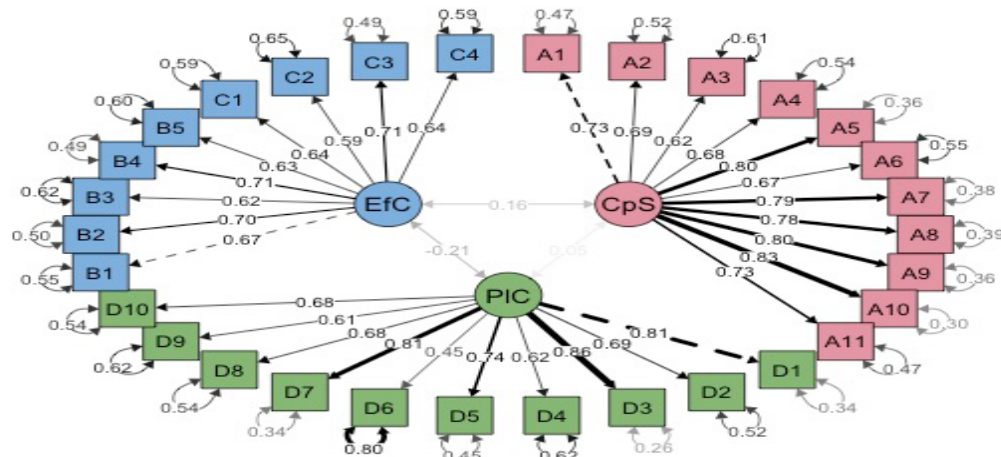 0.49 0.59 0.47 0.52
0.65 0.61
C3 C4 A1 A2
C2 A3
0.59 0.54
C1 A4
0.60 0.36
B5 A5
0.71 0.64 0.73 0.69
0.59 0.62
0.49 0.64 0.68 0.55
B4 0.63 0.80 A6
0.71 0.67
0.62 B3 0.62 EfC 0.16 CpS 0.79 A7 0.38
0.70 0.78
0.50 B2 0.67 0.80 A8 0.39
-0.21 0.05 0.83
0.55 B1 0.73 A9 0.36
D10 0.68 PIC A10
0.54 0.61 0.30
D9 0.68 0.81 A11
0.81 0.45 0.74 0.62 0.86 0.69
0.62 D8 D1 0.47
D7 D2
0.54 D6 D5 D4 D3 0.34
0.34 0.52
0.80 0.45 0.62 0.26